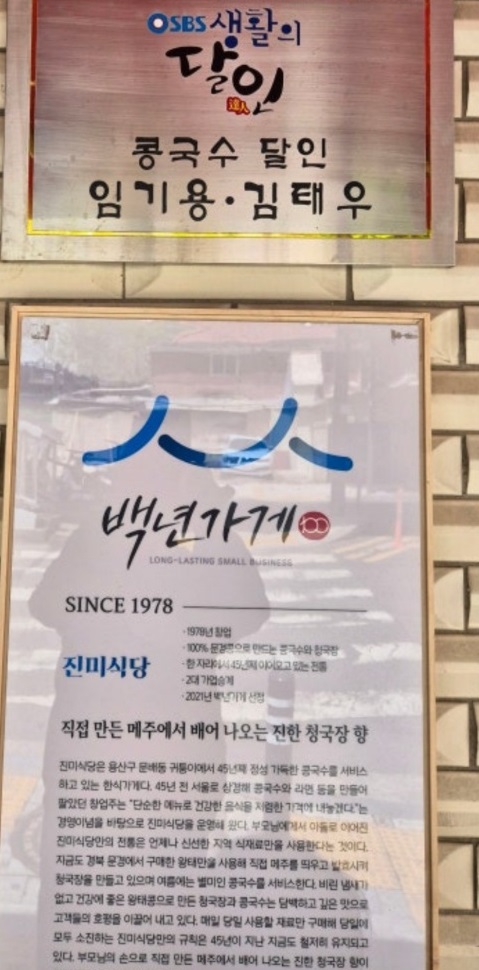 SBS 생활의
달인
達人
콩국수 달인
임기용·김태우
백년가게 100
LONG-LASTING SMALL BUSINESS
SINCE 1978
· 1978년 창업
· 100% 문경콩으로 만드는 콩국수와 청국장
진미식당
· 한 자리에서 45년째 이어오고 있는 전통
· 2대 가업승계
· 2021년 백년가게 선정
직접 만든 메주에서 배어 나오는 진한 청국장 향
진미식당은 용산구 문배동 귀퉁이에서 45년째 정성 가득한 콩국수를 서비스
하고 있는 한식가게다. 45년 전 서울로 상경해 콩국수와 라면 등을 만들어
팔았던 창업주는 "단순한 메뉴로 건강한 음식을 저렴한 가격에 내놓겠다."는
경영이념을 바탕으로 진미식당을 운영해 왔다. 부모님에게서 아들로 이어진
진미식당만의 전통은 언제나 신선한 지역 식재료만을 사용한다는 것이다.
지금도 경북 문경에서 구매한 왕태만을 사용해 직접 메주를 띄우고 발효시켜
청국장을 만들고 있으며 여름에는 별미인 콩국수를 서비스한다. 비린 냄새가
없고 건강에 좋은 왕태콩으로 만든 청국장과 콩국수는 담백하고 깊은 맛으로
고객들의 호평을 이끌어 내고 있다. 매일 당일 사용할 재료만 구매해 당일에
모두 소진하는 진미식당만의 규칙은 45년이 지난 지금도 철저히 유지되고
있다. 부모님의 손으로 직접 만든 메주에서 배어 나오는 진한 청국장 향이